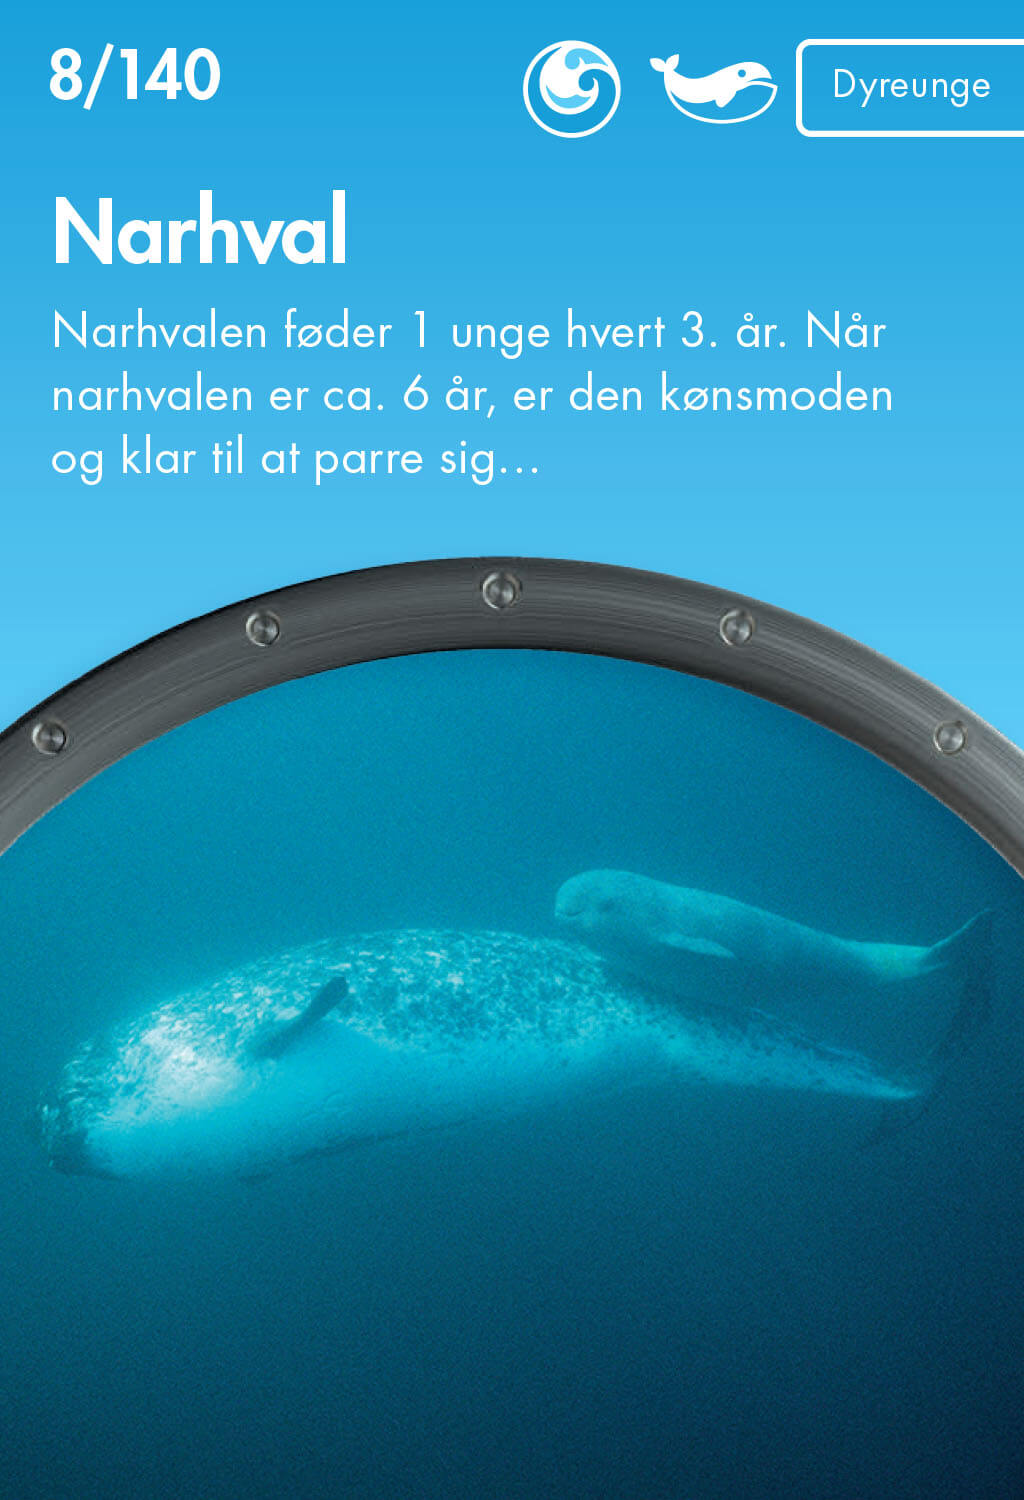 8/140
Dyreunge
Narhval
Narhvalen føder 1 unge hvert 3. år. Når
narhvalen er ca. 6 år, er den kønsmoden
og klar til at parre sig...